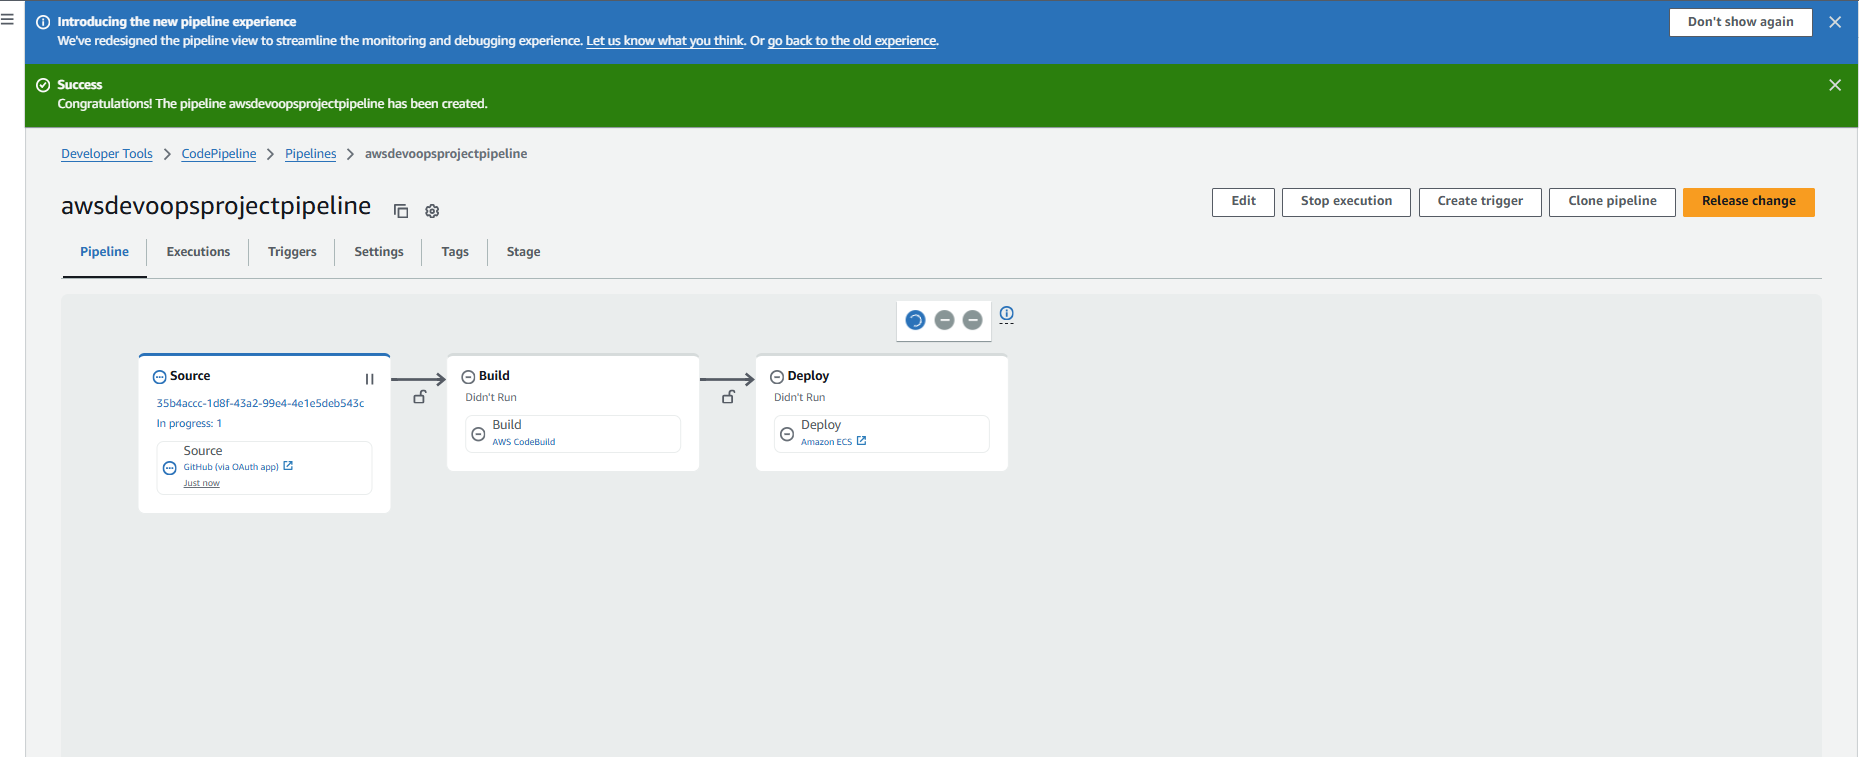 Introducing the new pipeline experience
We've redesigned the pipeline view to streamline the monitoring and debugging experience. Let us know what you think. Or go back to the old experience.
Don't show again
Success
Congratulations! The pipeline awsdevoopsprojectpipeline has been created.
Developer Tools > CodePipeline > Pipelines > awsdevoopsprojectpipeline
awsdevoopsprojectpipeline
Edit
Stop execution
Create trigger
Clone pipeline
Release change
Pipeline
Executions
Triggers
Settings
Tags
Stage
Source
35b4accc-1d8f-43a2-99e4-4e1e5deb543c
In progress: 1
Source
GitHub (via OAuth app)
Just now
Build
Didn't Run
Build
AWS CodeBuild
Deploy
Didn't Run
Deploy
Amazon ECS